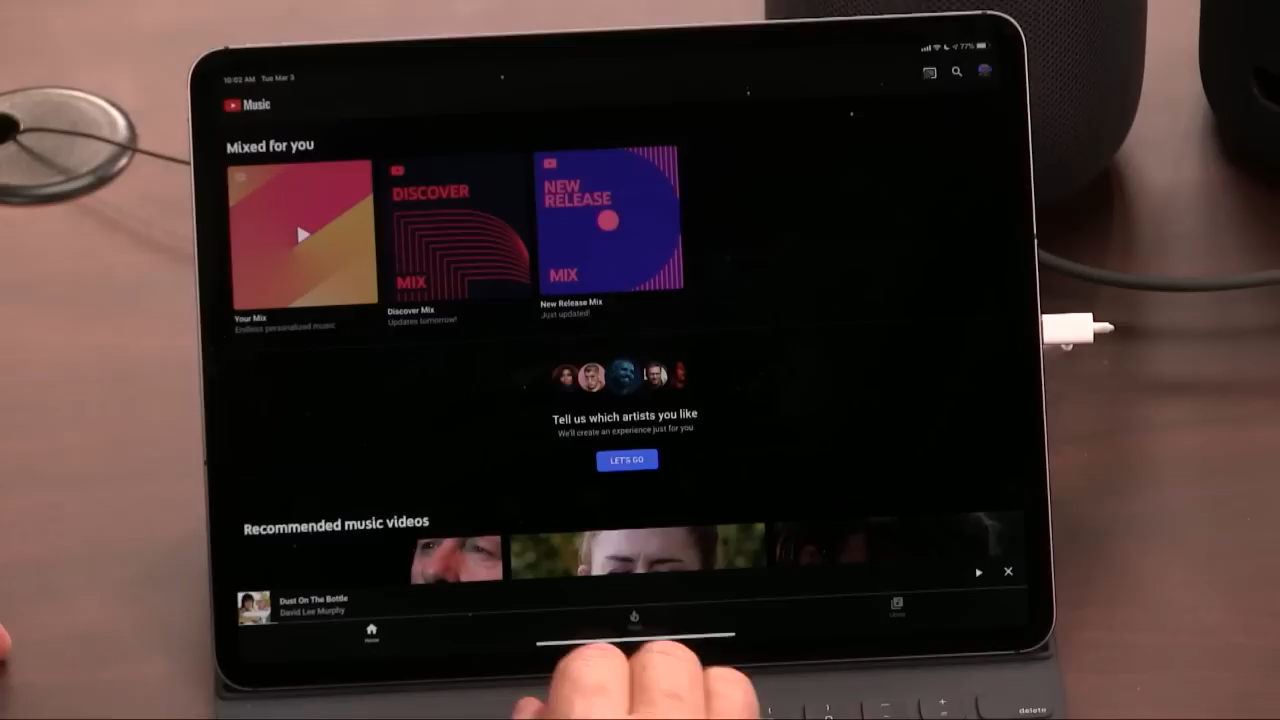 10:02 AM Tue Mar 3
77%
Music
Mixed for you
DISCOVER
MIX
NEW
RELEASE
MIX
Your Mix
Endless personalized music
Discover Mix
Updates tomorrow!
New Release Mix
Just updated!
Tell us which artists you like
We'll create an experience just for you
LET'S GO
Recommended music videos
Dust On The Bottle
David Lee Murphy
Home
delete